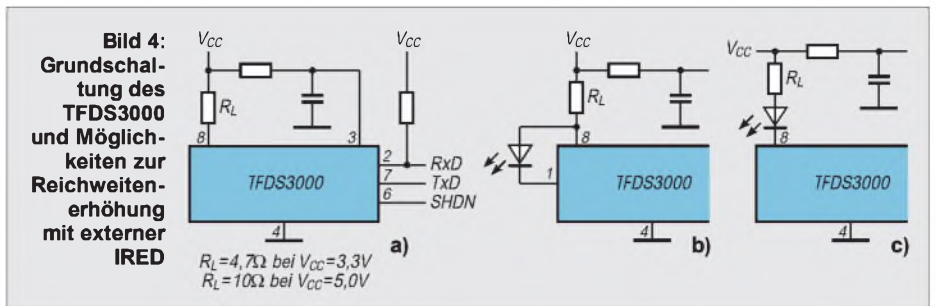 Bild 4:
Grundschal-
tung des
TFDS3000
und Möglich-
keiten zur
Reichweiten-
erhöhung
mit externer
IRED
VCC
VCC
RL
8
3
2
RxD
7
TxD
6
SHDN
TFDS3000
4
a)
RL=4,7Ω bei VCC=3,3V
RL=10Ω bei VCC=5,0V
VCC
RL
8
1
TFDS3000
4
b)
VCC
RL
8
TFDS3000
4
c)